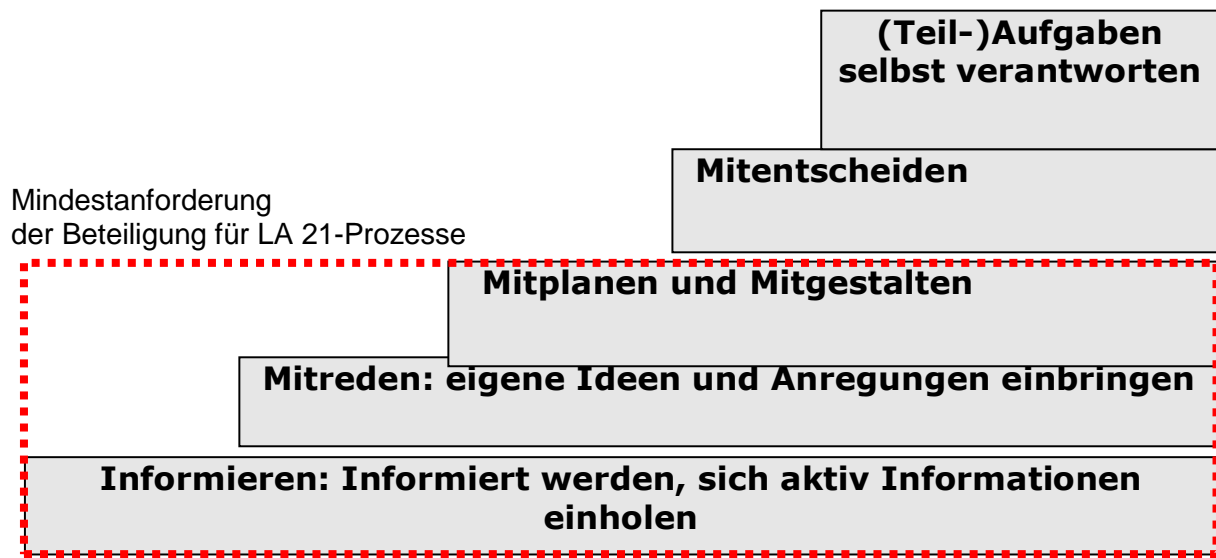 (Teil-)Aufgaben
selbst verantworten
Mitentscheiden
Mindestanforderung
der Beteiligung für LA 21-Prozesse
Mitplanen und Mitgestalten
Mitreden: eigene Ideen und Anregungen einbringen
Informieren: Informiert werden, sich aktiv Informationen
einholen